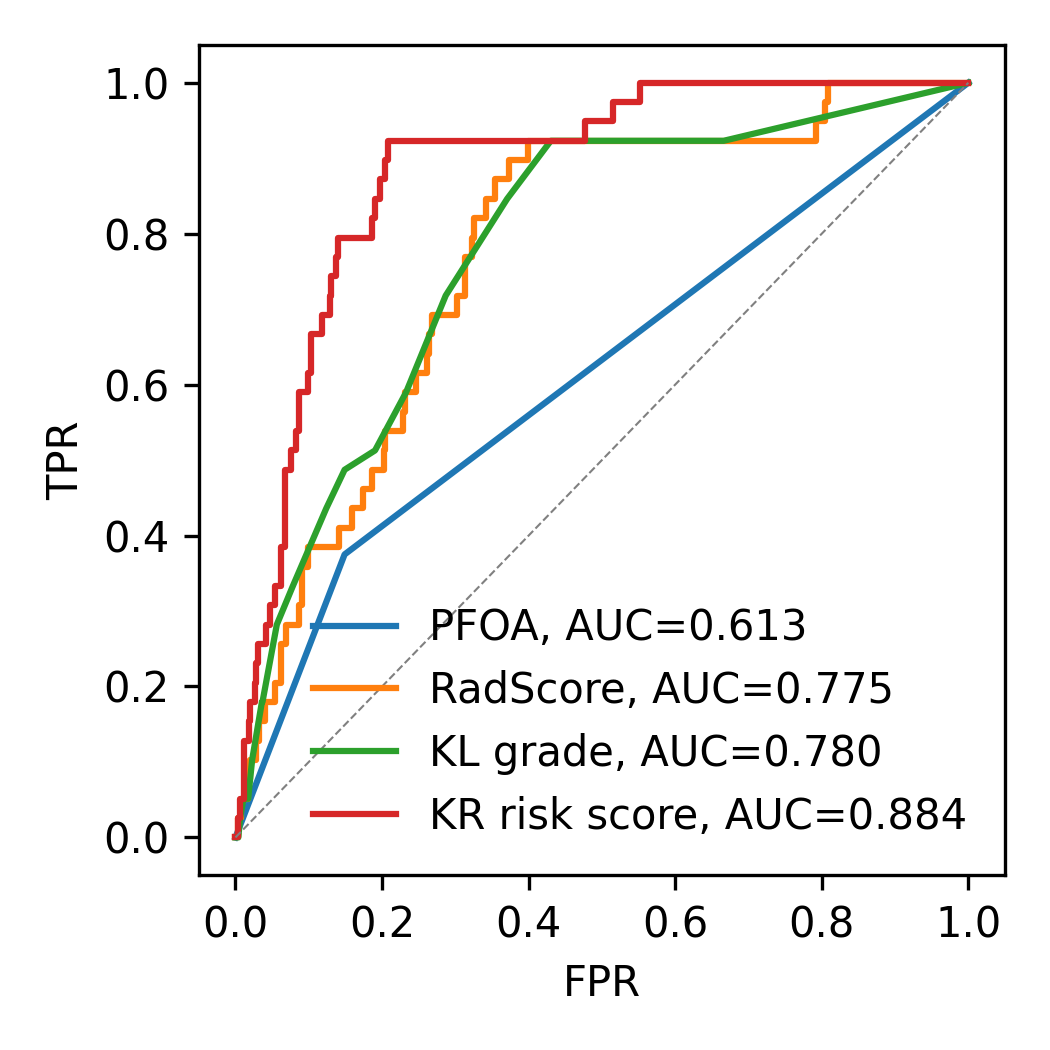 1.0
0.8
0.6
0.4
0.2
0.0
TPR
PFOA, AUC=0.613
RadScore, AUC=0.775
KL grade, AUC=0.780
KR risk score, AUC=0.884
0.0 0.2 0.4 0.6 0.8 1.0
FPR